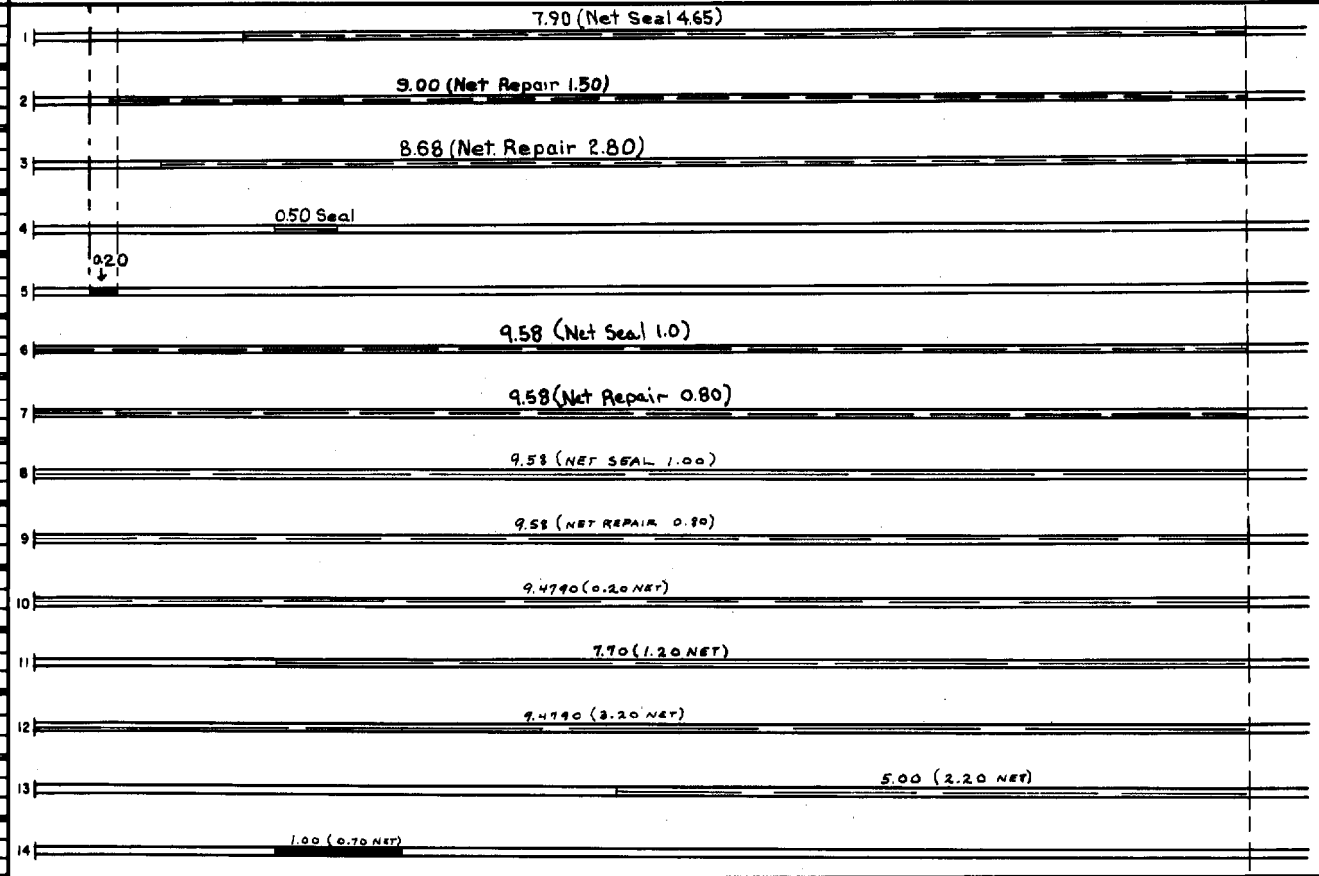 7.90 (Net Seal 4.65)
1
9.00 (Net Repair 1.50)
2
8.68 (Net. Repair 2.80)
3
0.50 Seal
4
0.20
5
9.58 (Net Seal 1.0)
6
9.58 (Net Repair 0.80)
7
9.58 (NET SEAL 1.00)
8
9.58 (NET REPAIR 0.80)
9
9.4790 (0.20 NET)
10
7.70 (1.20 NET)
11
9.4790 (3.20 NET)
12
5.00 (2.20 NET)
13
1.00 (0.70 NET)
14